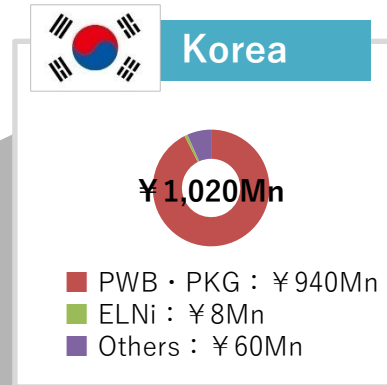 Korea
￥1,020Mn
PWB・PKG：￥940Mn
ELNi：￥8Mn
Others：￥60Mn